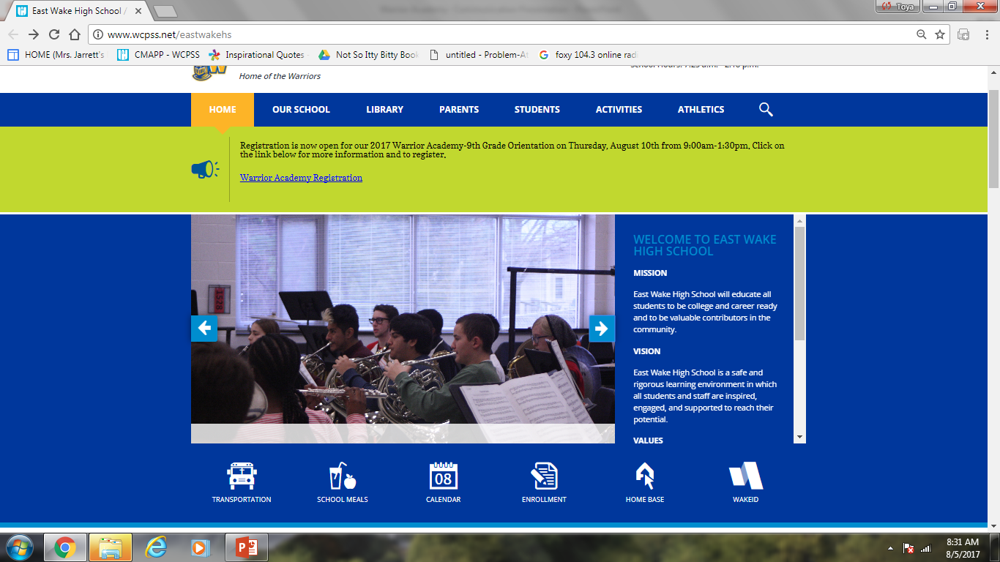 East Wake High School /
Toya
www.wcpss.net/eastwakehs
HOME (Mrs. Jarrett's
CMAPP - WCPSS
Inspirational Quotes
Not So Itty Bitty Book
untitled - Problem-At
foxy 104.3 online radi
W
Home of the Warriors
HOME
OUR SCHOOL
LIBRARY
PARENTS
STUDENTS
ACTIVITIES
ATHLETICS
Registration is now open for our 2017 Warrior Academy-9th Grade Orientation on Thursday, August 10th from 9:00am-1:30pm. Click on
the link below for more information and to register.
Warrior Academy Registration
1528
WELCOME TO EAST WAKE
HIGH SCHOOL
MISSION
East Wake High School will educate all
students to be college and career ready
and to be valuable contributors in the
community.
VISION
East Wake High School is a safe and
rigorous learning environment in which
all students and staff are inspired,
engaged, and supported to reach their
potential.
VALUES
08
TRANSPORTATION
SCHOOL MEALS
CALENDAR
ENROLLMENT
HOME BASE
WAKEID
8:31 AM
8/5/2017